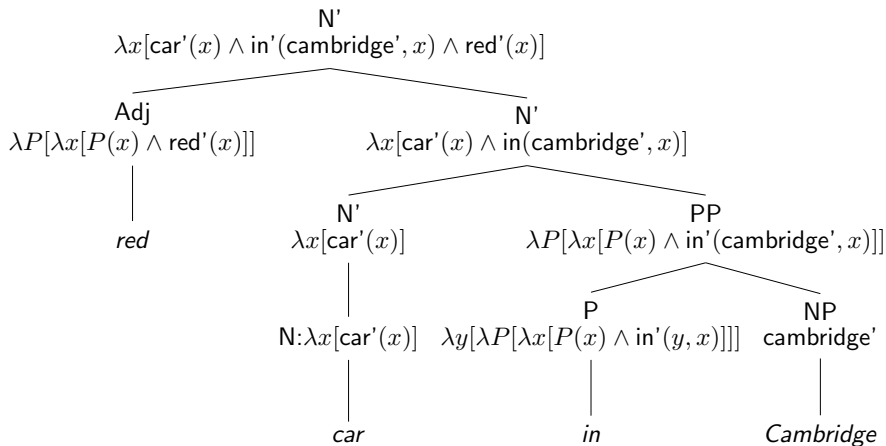 N'
λx[car'(x) ∧ in'(cambridge', x) ∧ red'(x)]
Adj N'
λP[λx[P(x) ∧ red'(x)]] λx[car'(x) ∧ in(cambridge', x)]
N' PP
red λx[car'(x)] λP[λx[P(x) ∧ in'(cambridge', x)]]
P NP
N:λx[car'(x)] λy[λP[λx[P(x) ∧ in'(y, x)]]] cambridge'
car in Cambridge